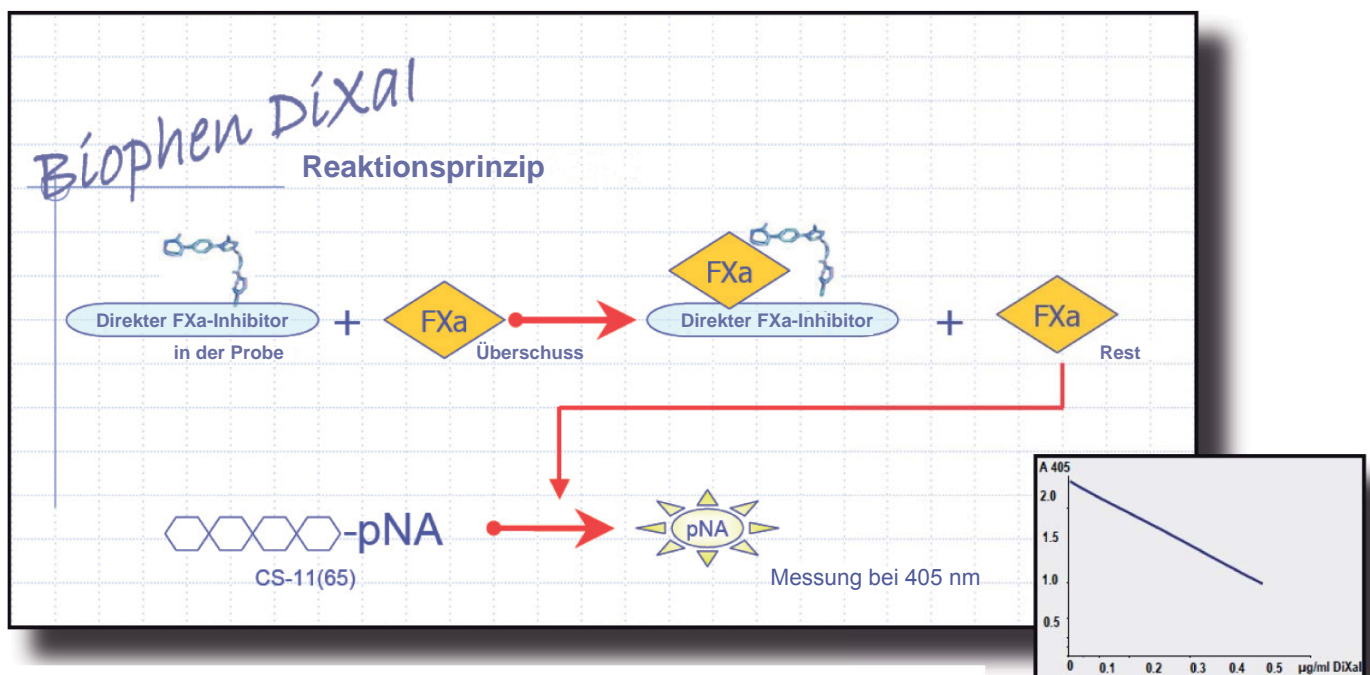 Biophen DiXaI
Reaktionsprinzip
FXa
Direkter FXa-Inhibitor + FXa Direkter FXa-Inhibitor + FXa
in der Probe Überschuss Rest
A 405
2.0
1.5
1.0
0.5
0 0.1 0.2 0.3 0.4 0.5 µg/ml DiXaI
-pNA pNA
CS-11(65) Messung bei 405 nm